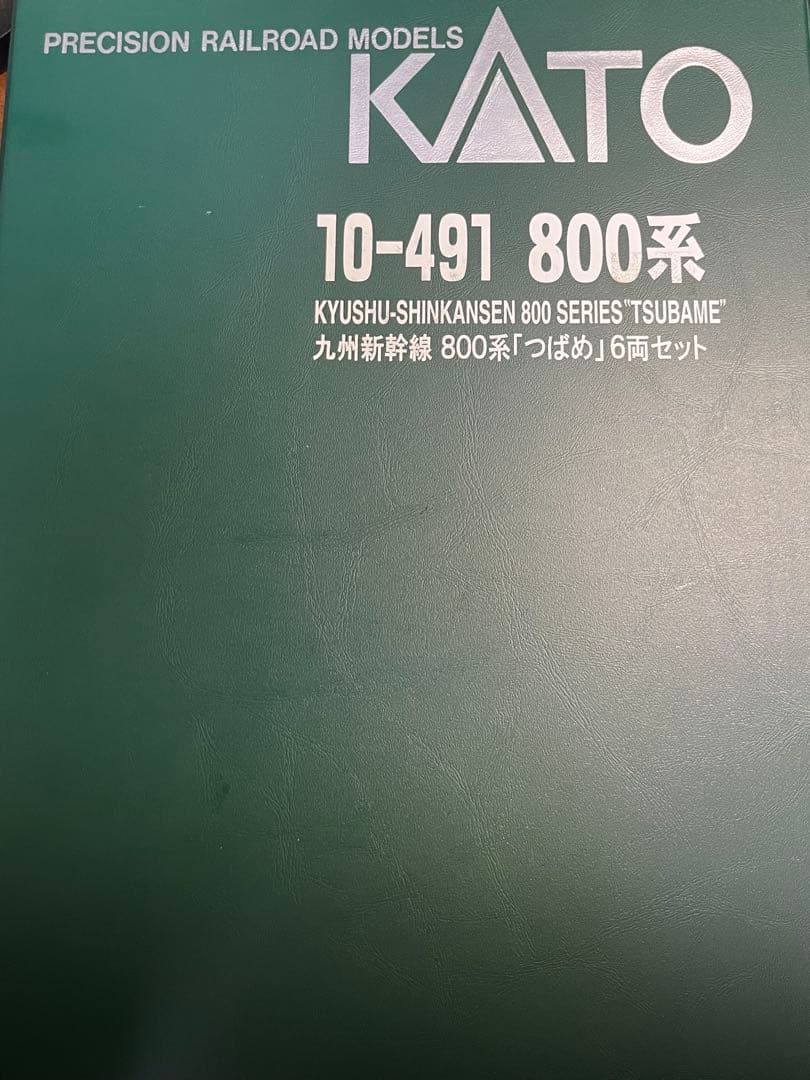 PRECISION RAILROAD MODELS
KATO
10-491 800系
KYUSHU-SHINKANSEN 800 SERIES "TSUBAME"
九州新幹線 800系「つばめ」6両セット